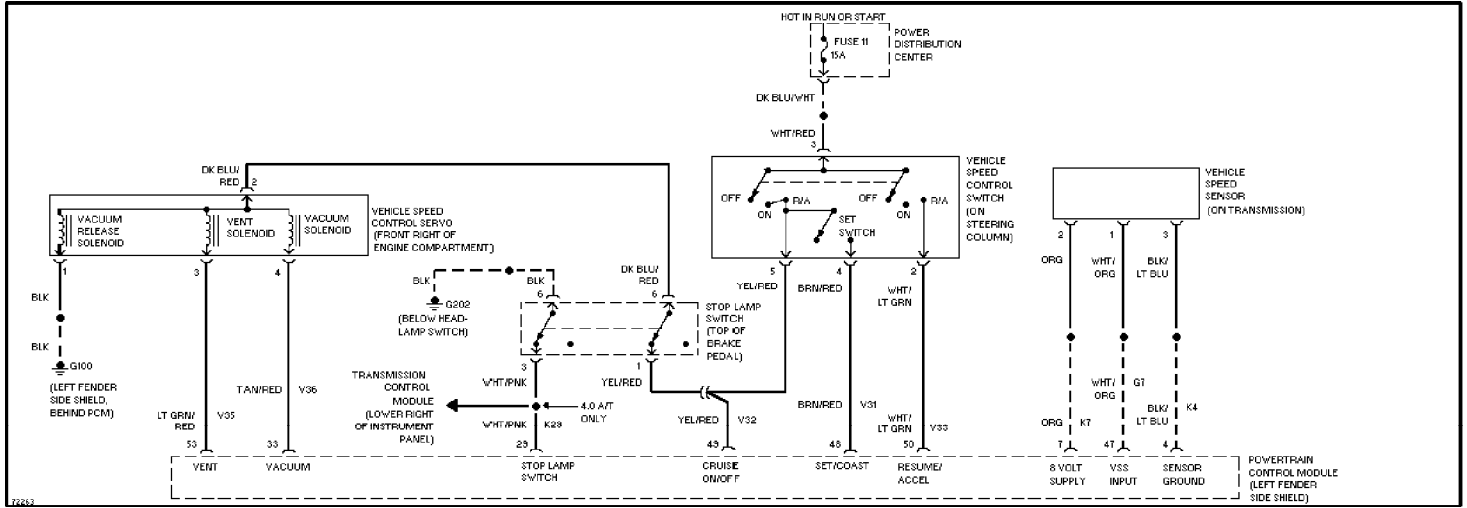 HOT IN RUN OR START
FUSE 11
15A
POWER
DISTRIBUTION
CENTER
DK BLU/WHT
WHT/RED
3
DK BLU/
RED
2
VACUUM
RELEASE
SOLENOID
VENT
SOLENOID
VACUUM
SOLENOID
VEHICLE SPEED
CONTROL SERVO
(FRONT RIGHT OF
ENGINE COMPARTMENT)
1
3
4
OFF
ON
R/A
SET
SWITCH
OFF
ON
R/A
VEHICLE
SPEED
CONTROL
SWITCH
(ON
STEERING
COLUMN)
5
4
2
YEL/RED
BRN/RED
WHT/
LT GRN
VEHICLE
SPEED
SENSOR
(ON TRANSMISSION)
2
1
3
ORG
WHT/
ORG
BLK/
LT BLU
BLK
BLK
G100
(LEFT FENDER
SIDE SHIELD,
BEHIND PCM)
BLK
BLK
6
G202
(BELOW HEAD-
LAMP SWITCH)
DK BLU/
RED
6
STOP LAMP
SWITCH
(TOP OF
BRAKE
PEDAL)
3
1
WHT/PNK
YEL/RED
TRANSMISSION
CONTROL
MODULE
(LOWER RIGHT
OF INSTRUMENT
PANEL)
4.0 A/T
ONLY
LT GRN/
RED
V35
TAN/RED
V36
WHT/PNK
K29
YEL/RED
V32
BRN/RED
V31
WHT/
LT GRN
V33
ORG
K7
WHT/
ORG
G7
BLK/
LT BLU
K4
53
33
29
49
48
50
7
47
4
VENT
VACUUM
STOP LAMP
SWITCH
CRUISE
ON/OFF
SET/COAST
RESUME/
ACCEL
8 VOLT
SUPPLY
VSS
INPUT
SENSOR
GROUND
POWERTRAIN
CONTROL MODULE
(LEFT FENDER
SIDE SHIELD)
72263